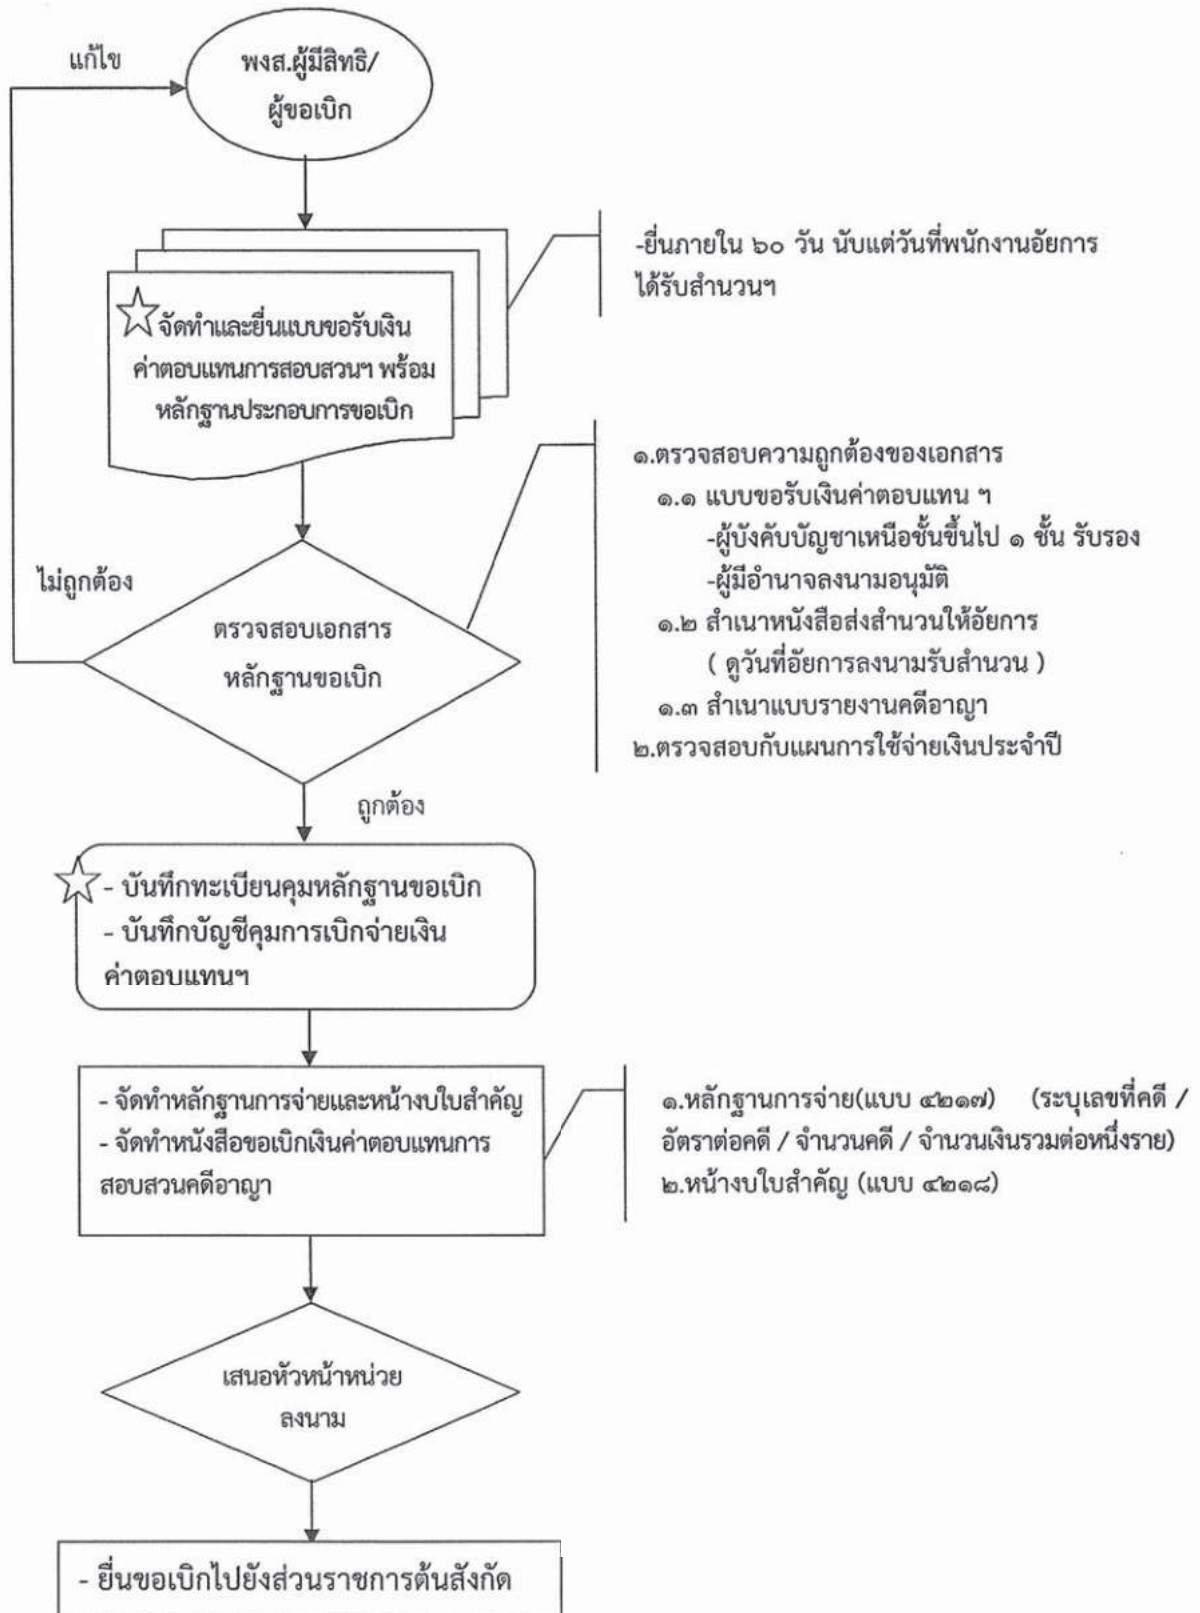 แก้ไข
พงส.ผู้มีสิทธิ/
ผู้ขอเบิก
-ยื่นภายใน ๖๐ วัน นับแต่วันที่พนักงานอัยการ
ได้รับสำนวนฯ
จัดทำและยื่นแบบขอรับเงิน
ค่าตอบแทนการสอบสวนฯ พร้อม
หลักฐานประกอบการขอเบิก
๑.ตรวจสอบความถูกต้องของเอกสาร
๑.๑ แบบขอรับเงินค่าตอบแทน ฯ
-ผู้บังคับบัญชาเหนือชั้นขึ้นไป ๑ ชั้น รับรอง
-ผู้มีอำนาจลงนามอนุมัติ
๑.๒ สำเนาหนังสือส่งสำนวนให้อัยการ
( ดูวันที่อัยการลงนามรับสำนวน )
๑.๓ สำเนาแบบรายงานคดีอาญา
๒.ตรวจสอบกับแผนการใช้จ่ายเงินประจำปี
ไม่ถูกต้อง
ตรวจสอบเอกสาร
หลักฐานขอเบิก
ถูกต้อง
- บันทึกทะเบียนคุมหลักฐานขอเบิก
- บันทึกบัญชีคุมการเบิกจ่ายเงิน
ค่าตอบแทนฯ
- จัดทำหลักฐานการจ่ายและหน้างบใบสำคัญ
- จัดทำหนังสือขอเบิกเงินค่าตอบแทนการ
สอบสวนคดีอาญา
๑.หลักฐานการจ่าย(แบบ ๔๒๑๗) (ระบุเลขที่คดี /
อัตราต่อคดี / จำนวนคดี / จำนวนเงินรวมต่อหนึ่งราย)
๒.หน้างบใบสำคัญ (แบบ ๔๒๑๘)
เสนอหัวหน้าหน่วย
ลงนาม
- ยื่นขอเบิกไปยังส่วนราชการต้นสังกัด